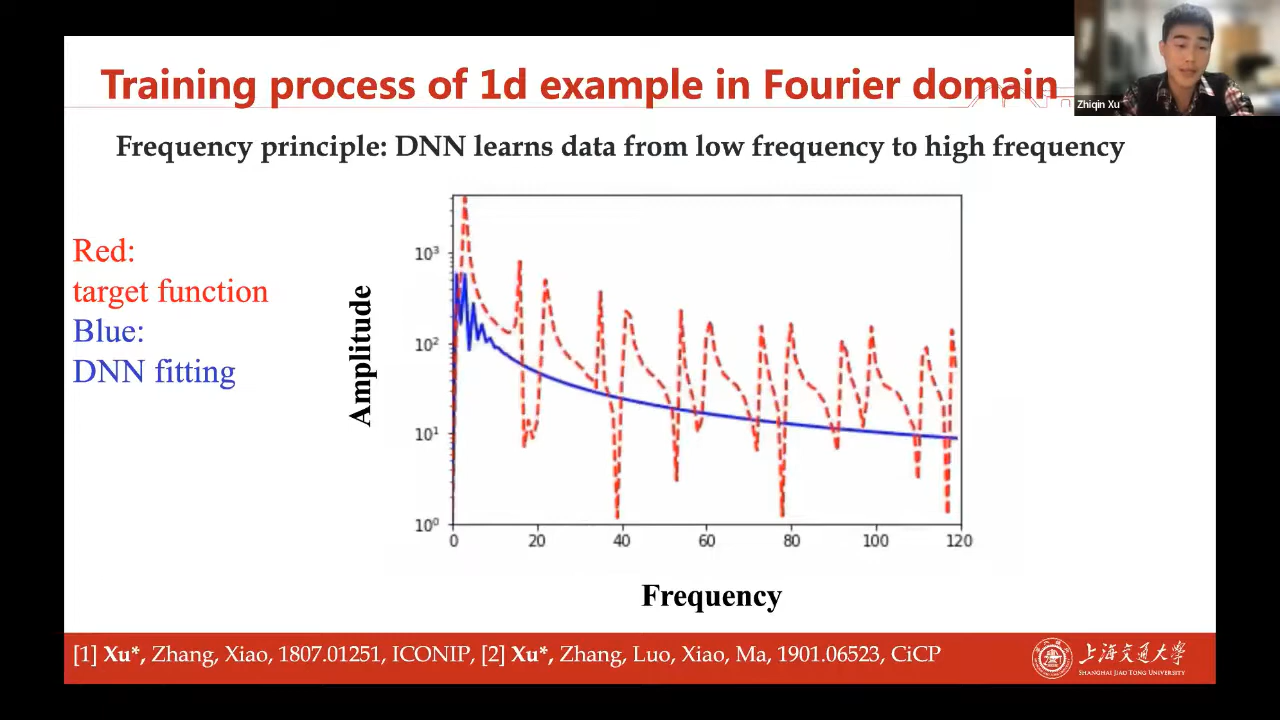 Training process of 1d example in Fourier domain
Zhiqin Xu
Frequency principle: DNN learns data from low frequency to high frequency
Red:
target function
Blue:
DNN fitting
Amplitude
10³
10²
10¹
10⁰
0 20 40 60 80 100 120
Frequency
[1] Xu*, Zhang, Xiao, 1807.01251, ICONIP, [2] Xu*, Zhang, Luo, Xiao, Ma, 1901.06523, CiCP
上海交通大学
SHANGHAI JIAO TONG UNIVERSITY